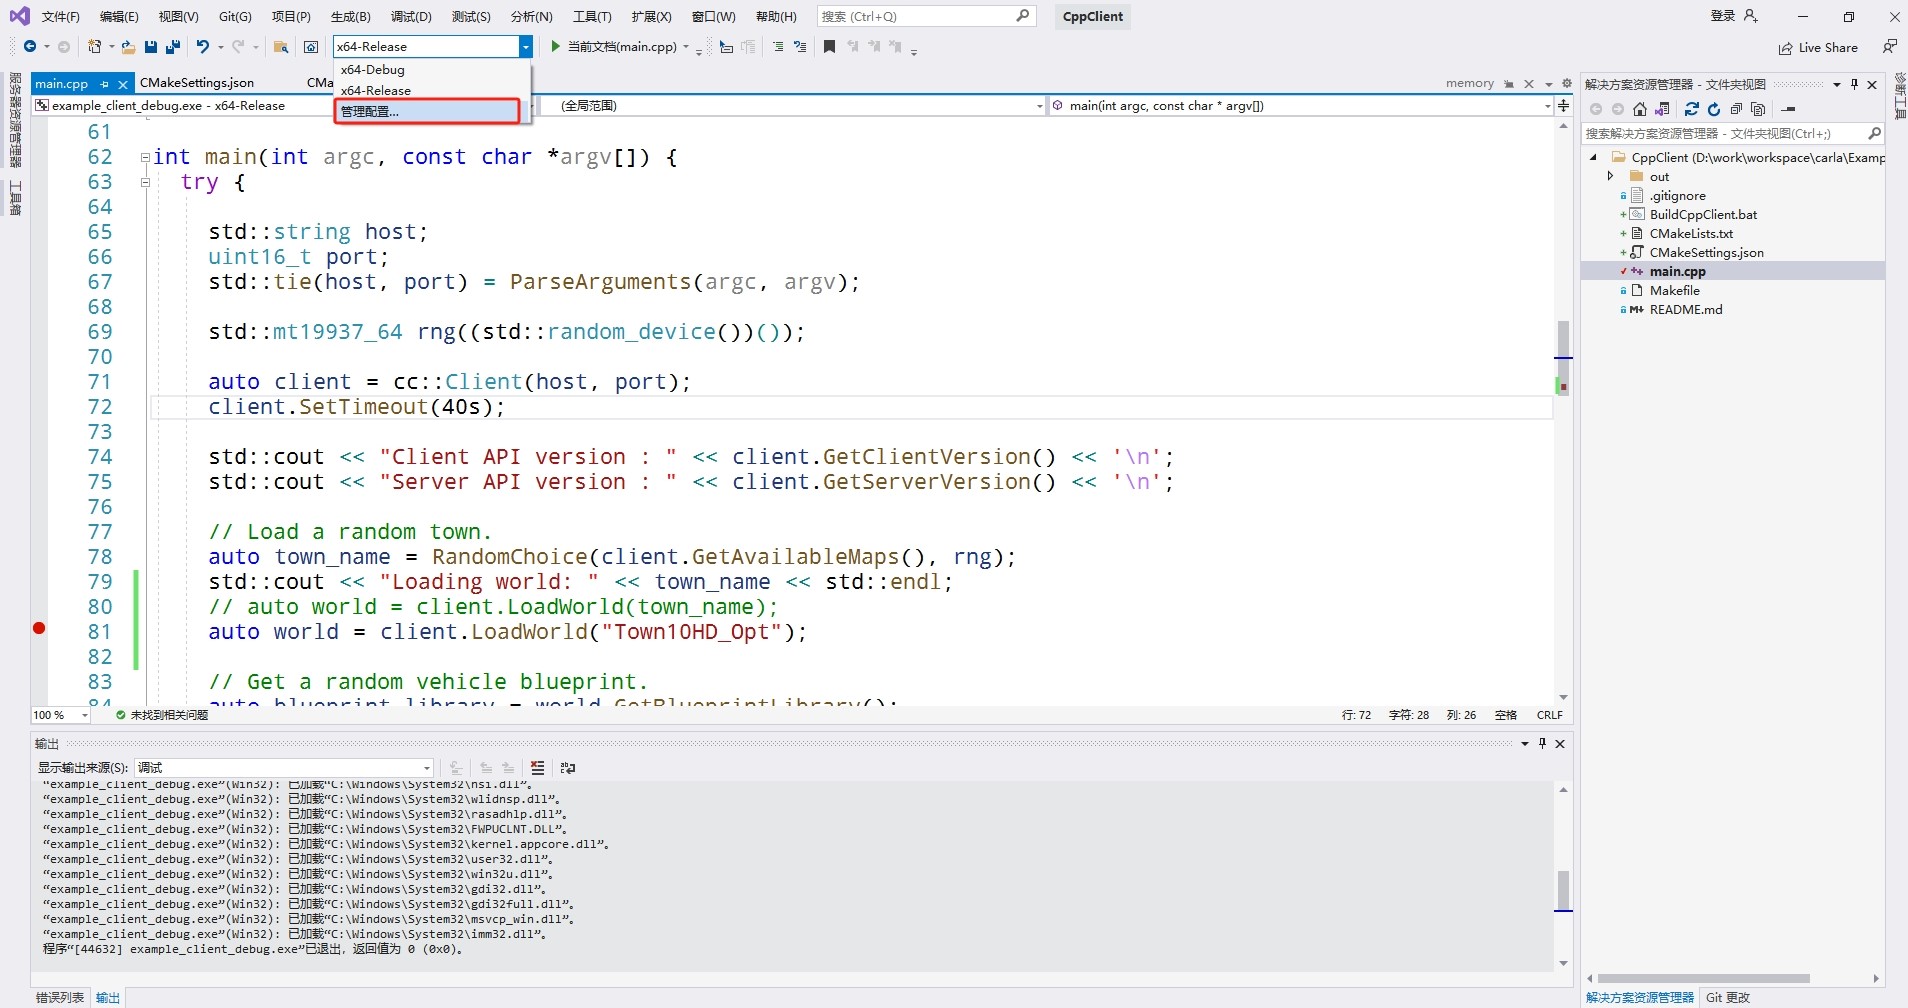 文件(F) 编辑(E) 视图(V) Git(G) 项目(P) 生成(B) 调试(D) 测试(S) 分析(N) 工具(T) 扩展(X) 窗口(W) 帮助(H) 搜索 (Ctrl+Q) CppClient 登录
x64-Release 当前文档(main.cpp) Live Share
x64-Debug
x64-Release
管理配置...
main.cpp CMakeSettings.json CMa memory
example_client_debug.exe - x64-Release (全局范围) main(int argc, const char * argv[])
服务器资源管理器
工具箱
61
62 int main(int argc, const char *argv[]) {
63 try {
64
65 std::string host;
66 uint16_t port;
67 std::tie(host, port) = ParseArguments(argc, argv);
68
69 std::mt19937_64 rng((std::random_device())());
70
71 auto client = cc::Client(host, port);
72 client.SetTimeout(40s);
73
74 std::cout << "Client API version : " << client.GetClientVersion() << '\n';
75 std::cout << "Server API version : " << client.GetServerVersion() << '\n';
76
77 // Load a random town.
78 auto town_name = RandomChoice(client.GetAvailableMaps(), rng);
79 std::cout << "Loading world: " << town_name << std::endl;
80 // auto world = client.LoadWorld(town_name);
81 auto world = client.LoadWorld("Town10HD_Opt");
82
83 // Get a random vehicle blueprint.
84 auto blueprint_library = world.GetBlueprintLibrary();
100 % 未找到相关问题 行: 72 字符: 28 列: 26 空格 CRLF
输出
显示输出来源(S): 调试
“example_client_debug.exe”(Win32): 已加载“C:\Windows\System32\nsi.dll”。
“example_client_debug.exe”(Win32): 已加载“C:\Windows\System32\wlidnsp.dll”。
“example_client_debug.exe”(Win32): 已加载“C:\Windows\System32\rasadhlp.dll”。
“example_client_debug.exe”(Win32): 已加载“C:\Windows\System32\FWPUCLNT.DLL”。
“example_client_debug.exe”(Win32): 已加载“C:\Windows\System32\kernel.appcore.dll”。
“example_client_debug.exe”(Win32): 已加载“C:\Windows\System32\user32.dll”。
“example_client_debug.exe”(Win32): 已加载“C:\Windows\System32\win32u.dll”。
“example_client_debug.exe”(Win32): 已加载“C:\Windows\System32\gdi32.dll”。
“example_client_debug.exe”(Win32): 已加载“C:\Windows\System32\gdi32full.dll”。
“example_client_debug.exe”(Win32): 已加载“C:\Windows\System32\msvcp_win.dll”。
“example_client_debug.exe”(Win32): 已加载“C:\Windows\System32\imm32.dll”。
程序“[44632] example_client_debug.exe”已退出，返回值为 0 (0x0)。
错误列表 输出
解决方案资源管理器 - 文件夹视图
搜索解决方案资源管理器 - 文件夹视图(Ctrl+;)
CppClient (D:\work\workspace\carla\Examp
out
.gitignore
BuildCppClient.bat
CMakeLists.txt
CMakeSettings.json
main.cpp
Makefile
README.md
解决方案资源管理器 Git 更改
诊断工具